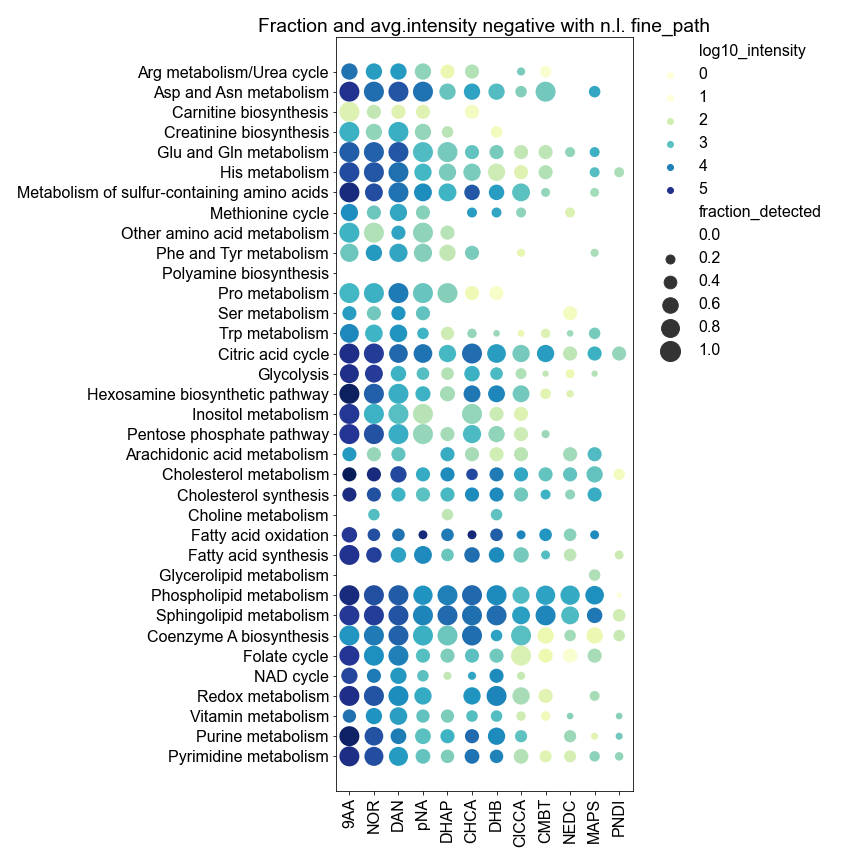 Fraction and avg.intensity negative with n.l. fine_path
Arg metabolism/Urea cycle
Asp and Asn metabolism
Carnitine biosynthesis
Creatinine biosynthesis
Glu and Gln metabolism
His metabolism
Metabolism of sulfur-containing amino acids
Methionine cycle
Other amino acid metabolism
Phe and Tyr metabolism
Polyamine biosynthesis
Pro metabolism
Ser metabolism
Trp metabolism
Citric acid cycle
Glycolysis
Hexosamine biosynthetic pathway
Inositol metabolism
Pentose phosphate pathway
Arachidonic acid metabolism
Cholesterol metabolism
Cholesterol synthesis
Choline metabolism
Fatty acid oxidation
Fatty acid synthesis
Glycerolipid metabolism
Phospholipid metabolism
Sphingolipid metabolism
Coenzyme A biosynthesis
Folate cycle
NAD cycle
Redox metabolism
Vitamin metabolism
Purine metabolism
Pyrimidine metabolism
9AA
NOR
DAN
pNA
DHAP
CHCA
DHB
ClCCA
CMBT
NEDC
MAPS
PNDI
log10_intensity
0
1
2
3
4
5
fraction_detected
0.0
0.2
0.4
0.6
0.8
1.0